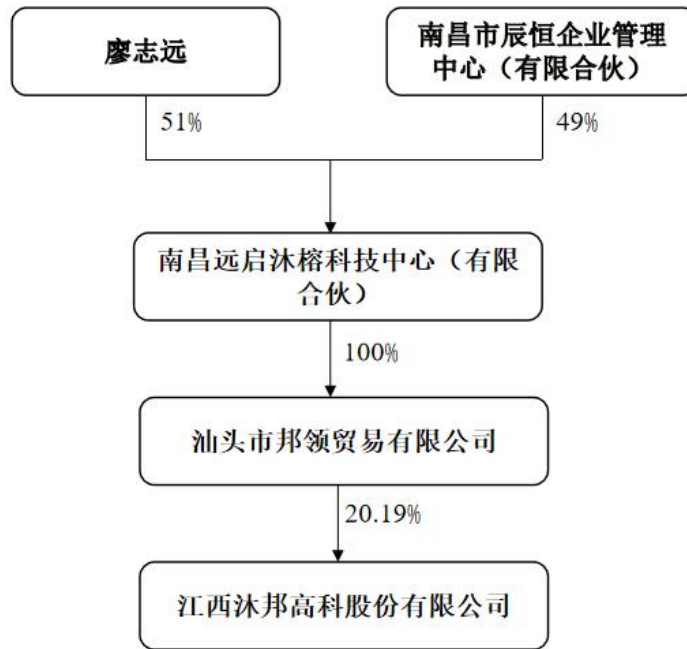 廖志远
南昌市辰恒企业管理
中心（有限合伙）
51%
49%
南昌远启沐榕科技中心（有限
合伙）
100%
汕头市邦领贸易有限公司
20.19%
江西沐邦高科股份有限公司